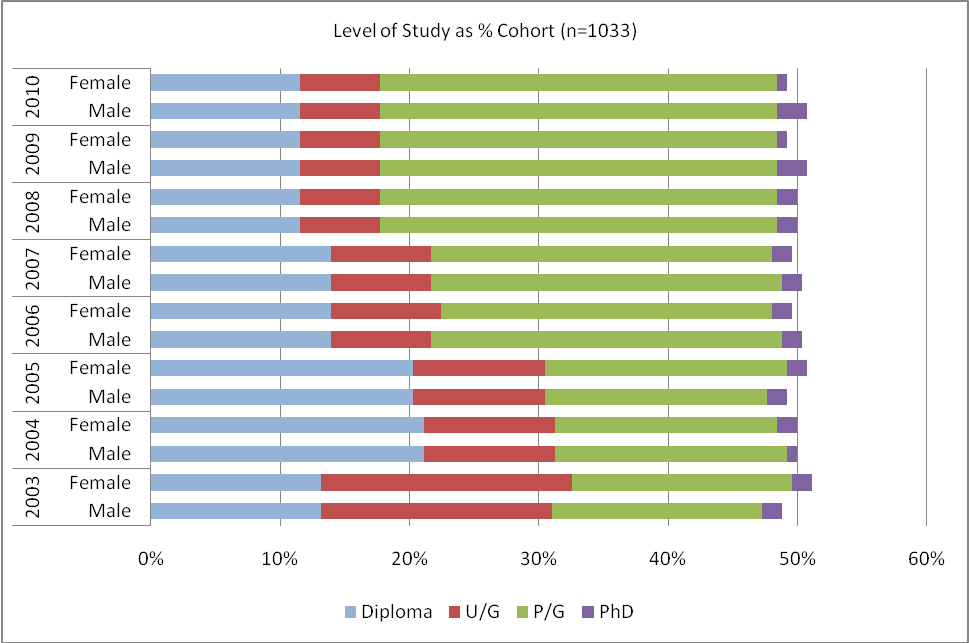 Level of Study as % Cohort (n=1033)
2010
Female
Male
2009
Female
Male
2008
Female
Male
2007
Female
Male
2006
Female
Male
2005
Female
Male
2004
Female
Male
2003
Female
Male
0% 10% 20% 30% 40% 50% 60%
Diploma U/G P/G PhD